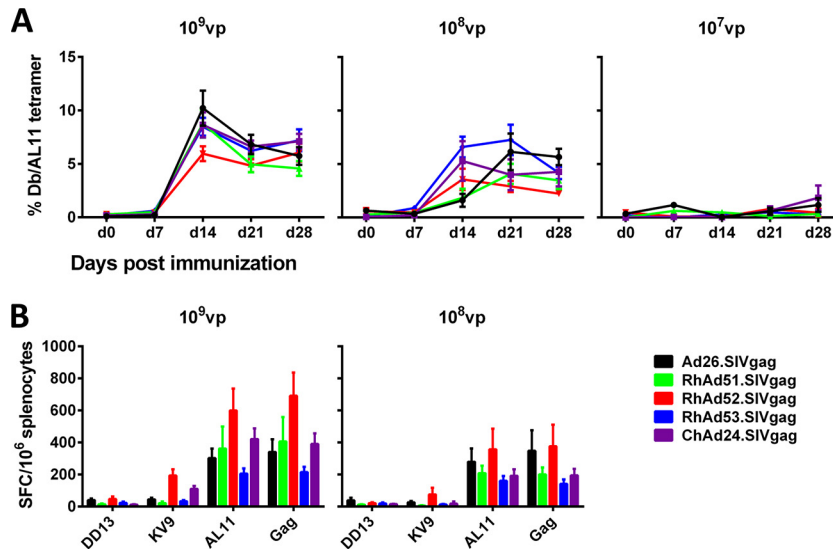 A
10⁹vp 10⁸vp 10⁷vp
% Db/AL11 tetramer
15
10
5
0
d0 d7 d14 d21 d28 d0 d7 d14 d21 d28 d0 d7 d14 d21 d28
Days post immunization
B
10⁹vp 10⁸vp
SFC/10⁶ splenocytes
1000
800
600
400
200
0
DD13 KV9 AL11 Gag DD13 KV9 AL11 Gag
Ad26.SIVgag
RhAd51.SIVgag
RhAd52.SIVgag
RhAd53.SIVgag
ChAd24.SIVgag